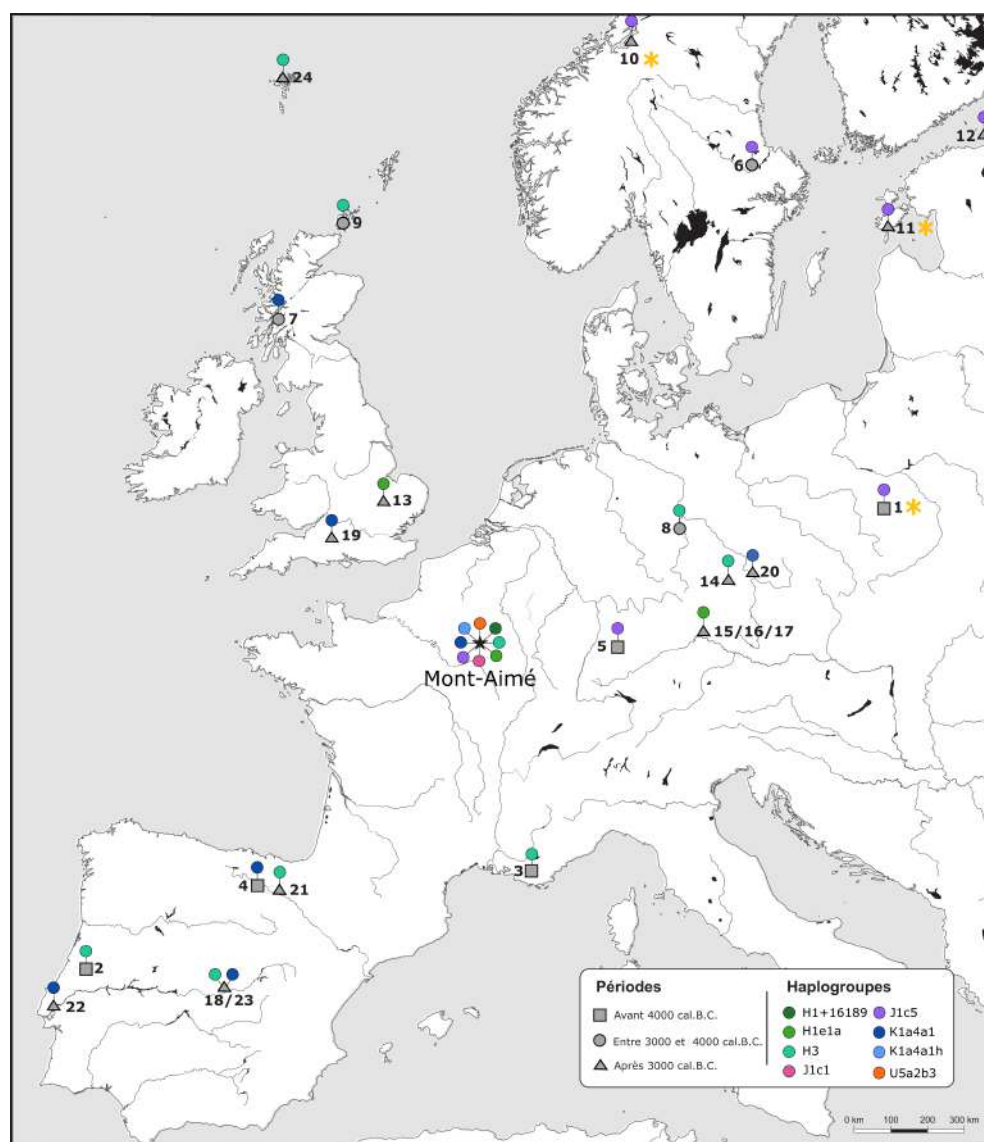 24
10
12
6
9
11
7
13
1
19
8
14
20
15/16/17
5
Mont-Aimé
3
4
21
2
18/23
22
Périodes
Avant 4000 cal.B.C.
Entre 3000 et 4000 cal.B.C.
Après 3000 cal.B.C.
Haplogroupes
H1+16189
H1e1a
H3
J1c1
J1c5
K1a4a1
K1a4a1h
U5a2b3
0 km 100 200 300 km